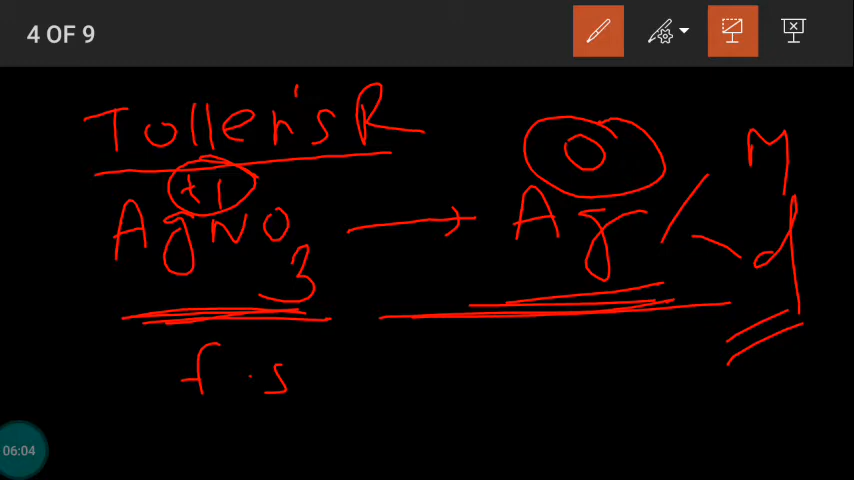 4 OF 9
Tollen's R
+1 0
AgNO3 → Ag
M
f.s
06:04